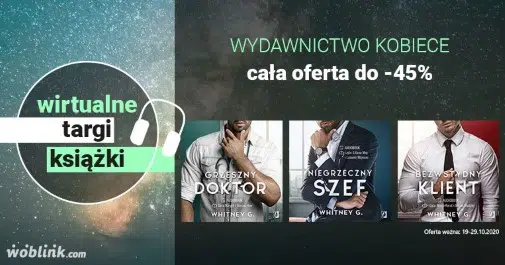 wirtualne
targi
książki
woblink.com
WYDAWNICTWO KOBIECE
cała oferta do -45%
GRZESZNY
DOKTOR
WHITNEY G.
NIEGRZECZNY
SZEF
WHITNEY G.
BEZWSTYDNY
KLIENT
WHITNEY G.
Oferta ważna: 19-29.10.2020